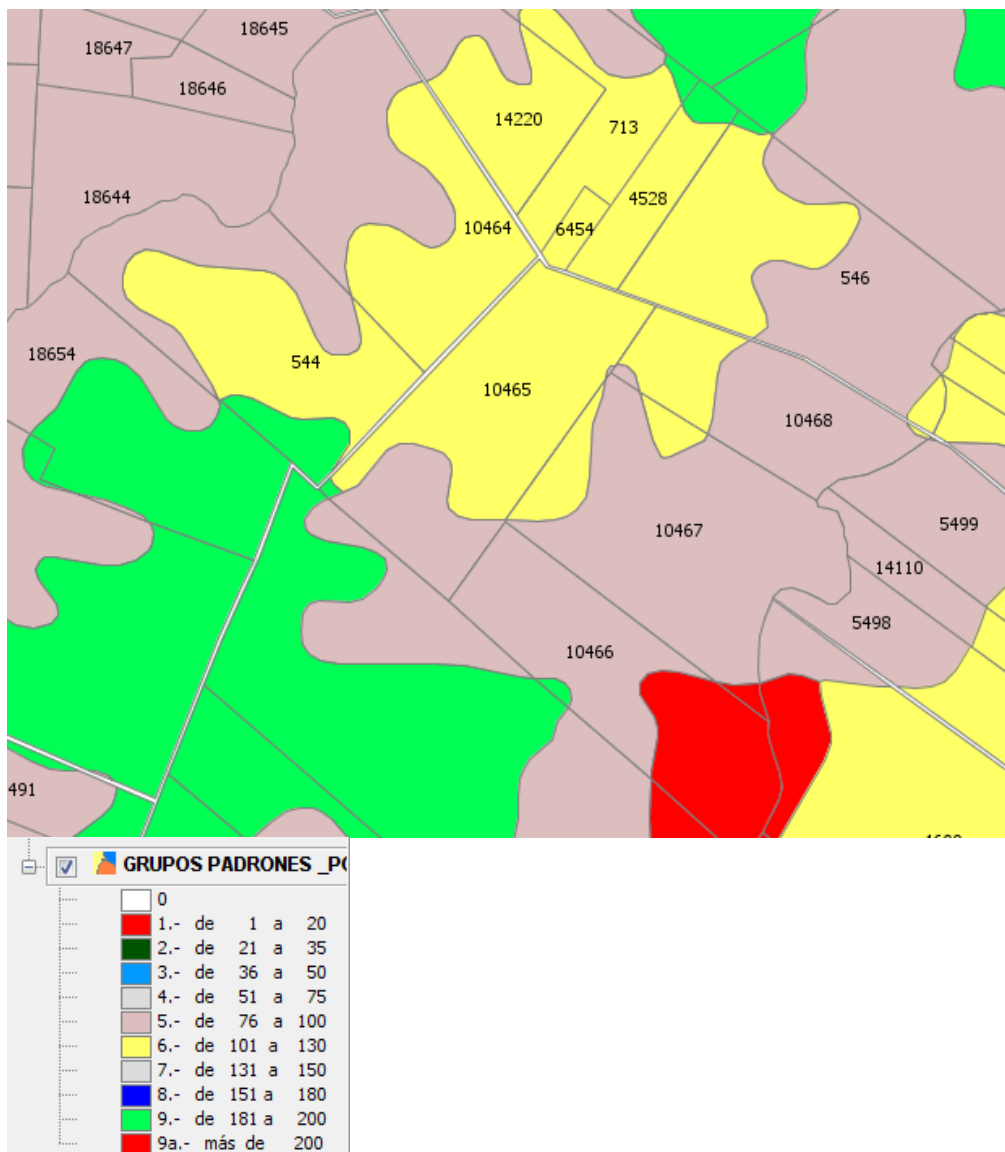 18645
18647
18646
14220
713
18644
4528
10464
6454
546
18654
544
10465
10468
5499
10467
14110
5498
10466
491
GRUPOS PADRONES _PO
0
1.- de 1 a 20
2.- de 21 a 35
3.- de 36 a 50
4.- de 51 a 75
5.- de 76 a 100
6.- de 101 a 130
7.- de 131 a 150
8.- de 151 a 180
9.- de 181 a 200
9a.- más de 200